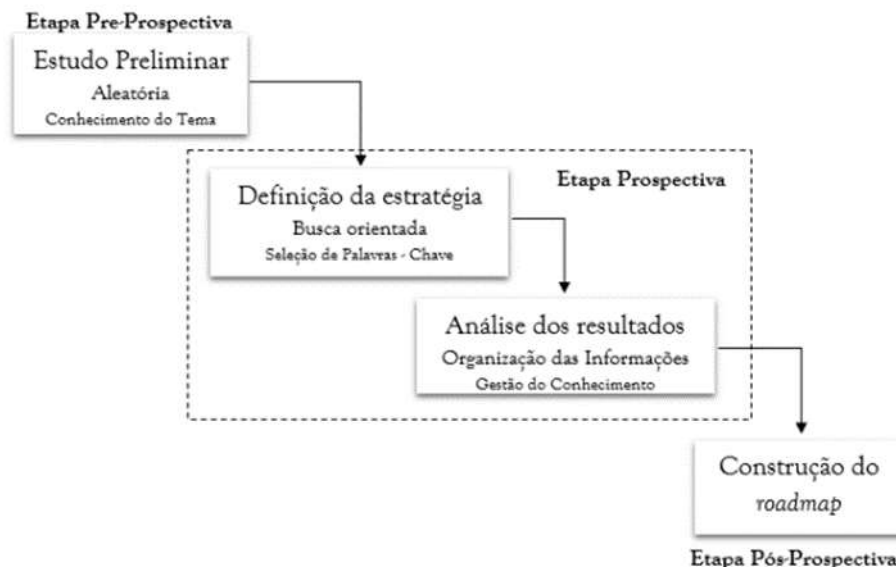 Etapa Pre-Prospectiva
Estudo Preliminar
Aleatória
Conhecimento do Tema
Etapa Prospectiva
Definição da estratégia
Busca orientada
Seleção de Palavras - Chave
Análise dos resultados
Organização das Informações
Gestão do Conhecimento
Construção do
roadmap
Etapa Pós-Prospectiva